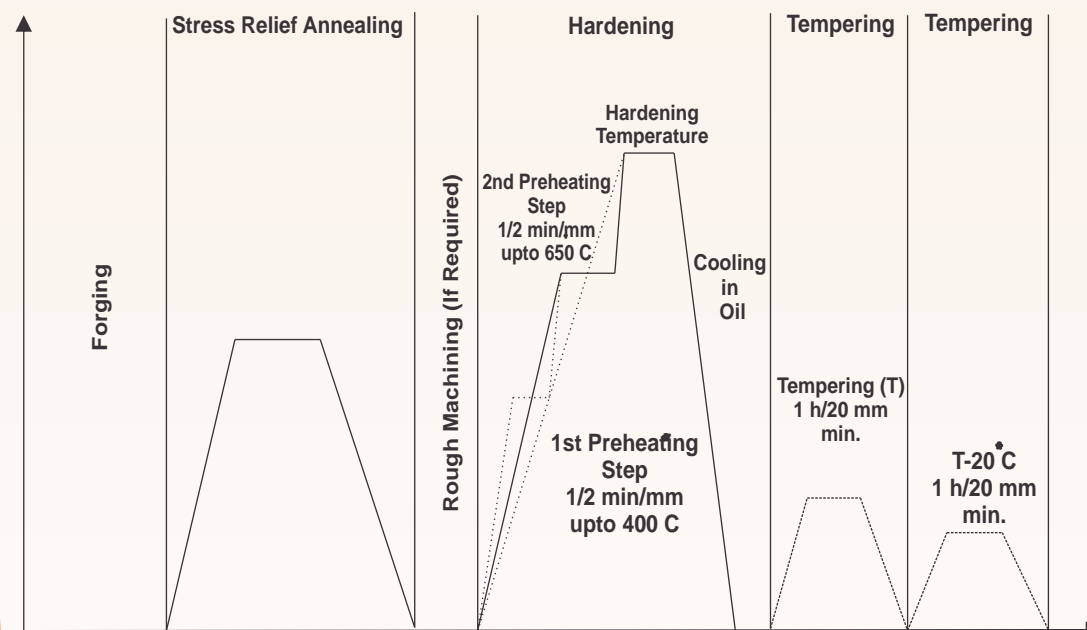 Stress Relief Annealing
Hardening
Tempering
Tempering
Forging
Rough Machining (If Required)
Hardening
Temperature
2nd Preheating
Step
1/2 min/mm
upto 650 C
Cooling
in
Oil
1st Preheating
Step
1/2 min/mm
upto 400 C
Tempering (T)
1 h/20 mm
min.
T-20°C
1 h/20 mm
min.